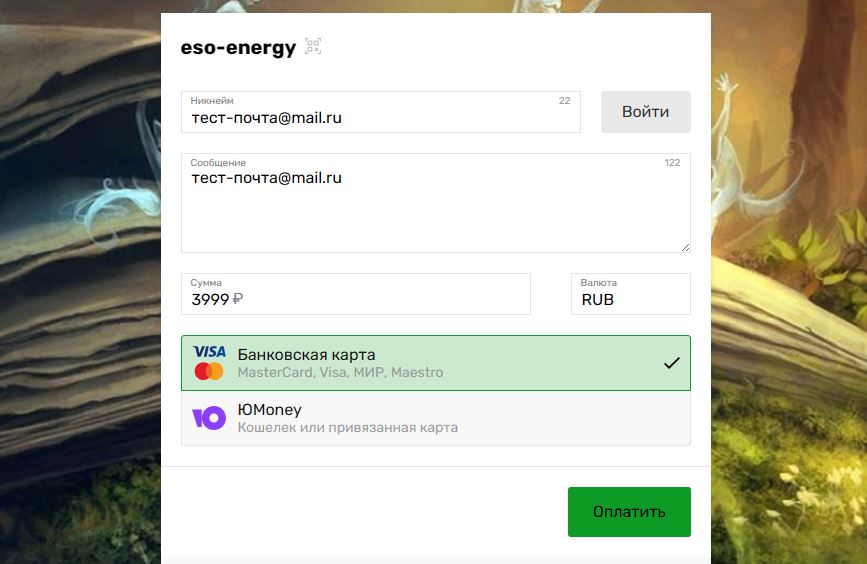 eso-energy
Никнейм 22
тест-почта@mail.ru
Войти
Сообщение 122
тест-почта@mail.ru
Сумма
3999 ₽
Валюта
RUB
VISA
Банковская карта
MasterCard, Visa, МИР, Maestro
ЮMoney
Кошелек или привязанная карта
Оплатить